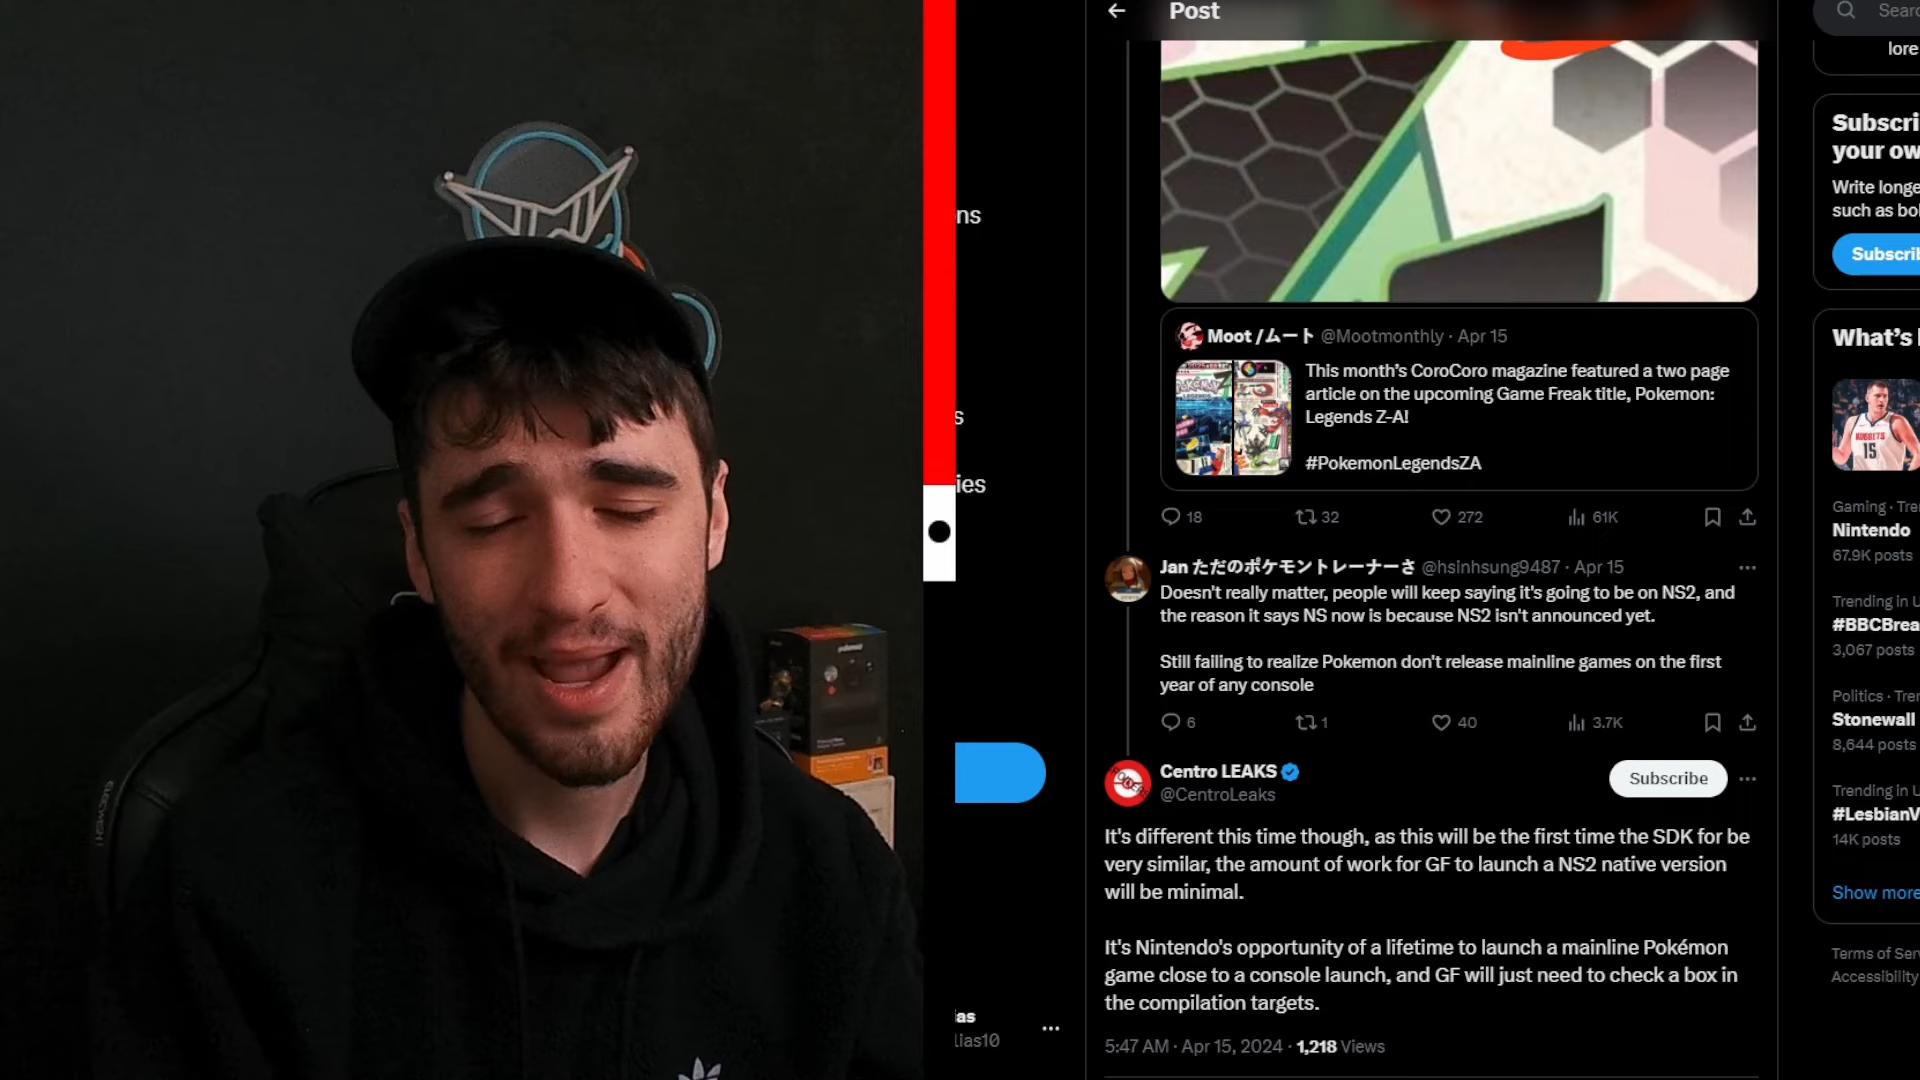 Post
Sear
lore
ns
s
ies
ias
lias10
Moot /ムート @Mootmonthly · Apr 15
This month's CoroCoro magazine featured a two page
article on the upcoming Game Freak title, Pokemon:
Legends Z-A!
#PokemonLegendsZA
18
32
272
61K
Jan ただのポケモントレーナーさ @hsinhsung9487 · Apr 15
Doesn't really matter, people will keep saying it's going to be on NS2, and
the reason it says NS now is because NS2 isn't announced yet.
Still failing to realize Pokemon don't release mainline games on the first
year of any console
6
1
40
3.7K
Centro LEAKS
@CentroLeaks
Subscribe
It's different this time though, as this will be the first time the SDK for be
very similar, the amount of work for GF to launch a NS2 native version
will be minimal.
It's Nintendo's opportunity of a lifetime to launch a mainline Pokémon
game close to a console launch, and GF will just need to check a box in
the compilation targets.
5:47 AM · Apr 15, 2024 · 1,218 Views
Subscri
your ow
Write longe
such as bol
Subscrib
What's
NUGGETS
15
Gaming · Tre
Nintendo
67.9K posts
Trending in U
#BBCBrea
3,067 posts
Politics · Tre
Stonewall
8,644 posts
Trending in U
#LesbianV
14K posts
Show more
Terms of Serv
Accessibility